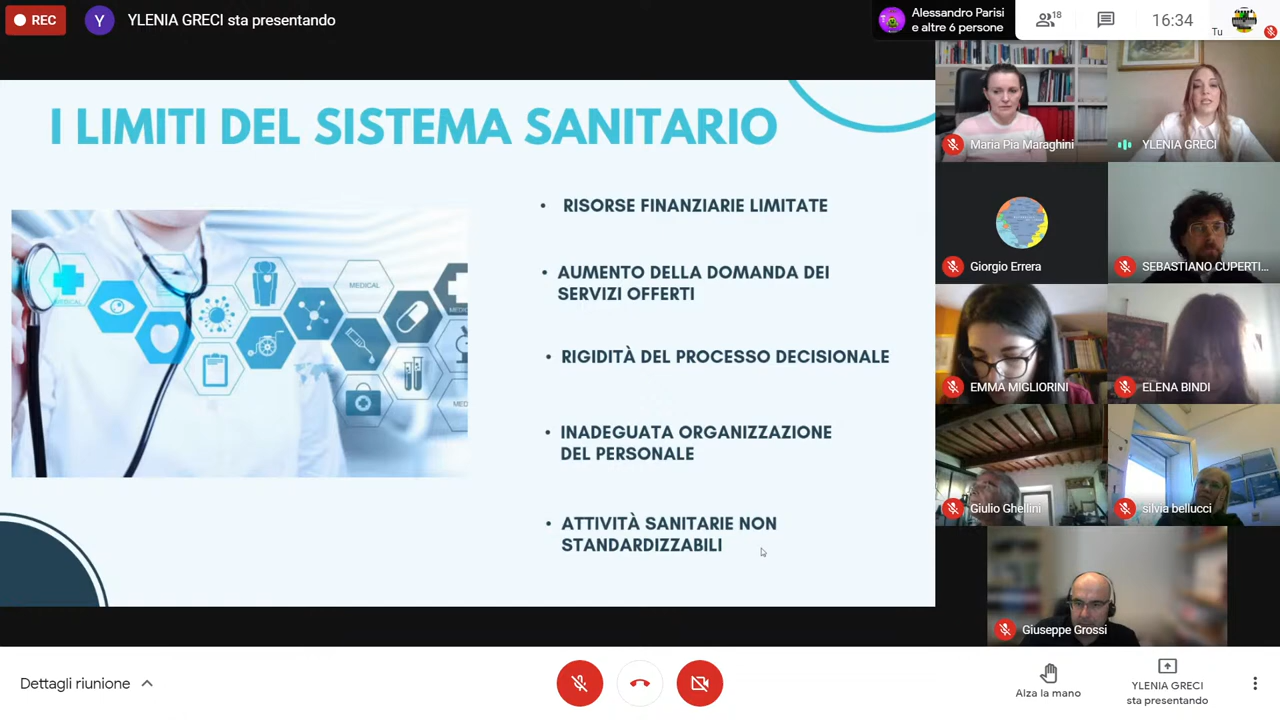 REC
Y
YLENIA GRECI sta presentando
Alessandro Parisi
e altre 6 persone
18
16:34
Tu
I LIMITI DEL SISTEMA SANITARIO
MEDICAL
MEDICAL
• RISORSE FINANZIARIE LIMITATE
• AUMENTO DELLA DOMANDA DEI
SERVIZI OFFERTI
• RIGIDITÀ DEL PROCESSO DECISIONALE
• INADEGUATA ORGANIZZAZIONE
DEL PERSONALE
• ATTIVITÀ SANITARIE NON
STANDARDIZZABILI
Maria Pia Maraghini
YLENIA GRECI
Giorgio Errera
SEBASTIANO CUPERTI...
EMMA MIGLIORINI
ELENA BINDI
Giulio Ghellini
silvia bellucci
Giuseppe Grossi
Dettagli riunione
Alza la mano
YLENIA GRECI
sta presentando